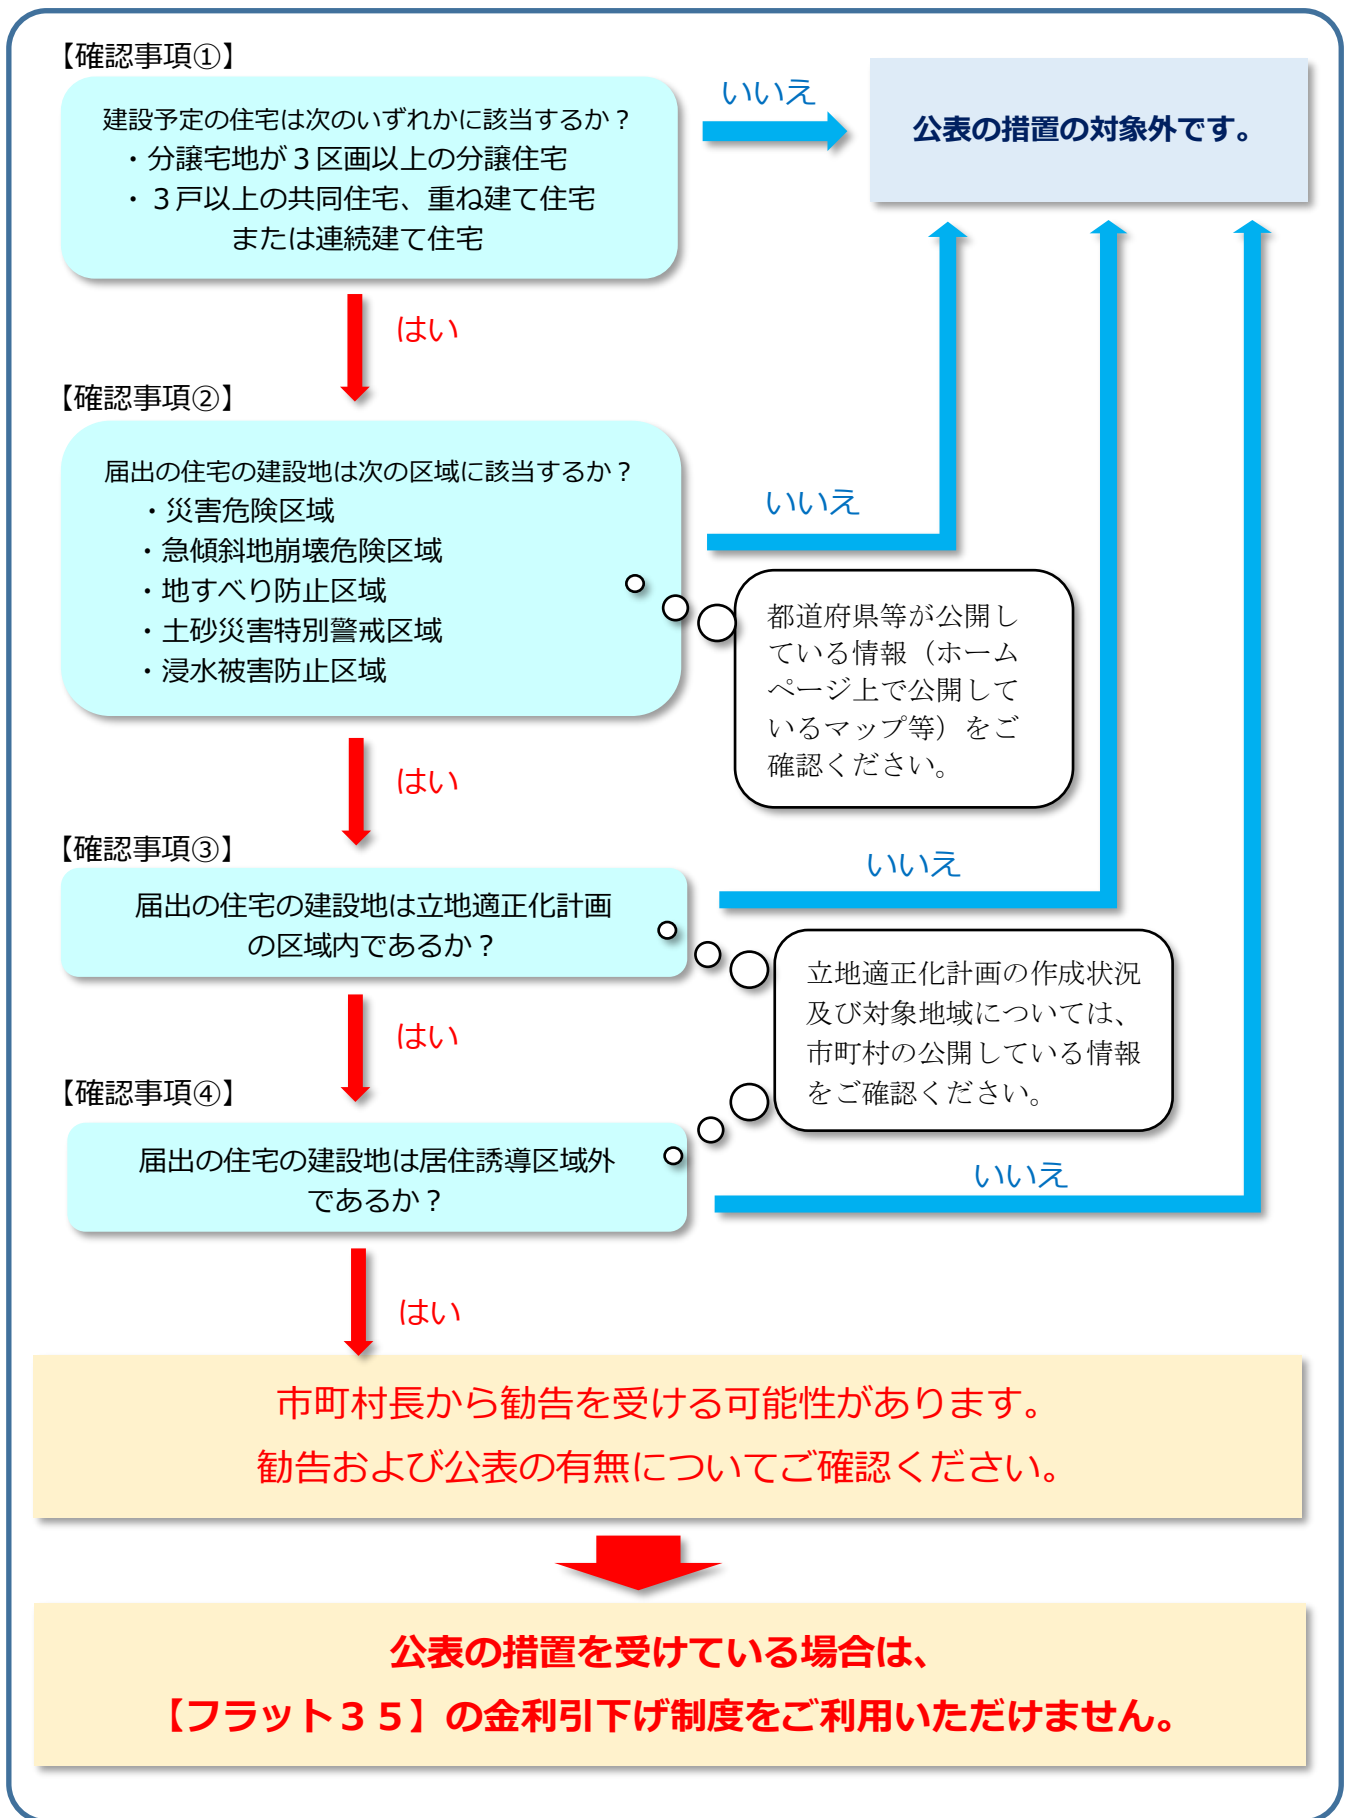 【確認事項①】
建設予定の住宅は次のいずれかに該当するか？
・分譲宅地が３区画以上の分譲住宅
・３戸以上の共同住宅、重ね建て住宅
または連続建て住宅
いいえ
公表の措置の対象外です。
はい
【確認事項②】
届出の住宅の建設地は次の区域に該当するか？
・災害危険区域
・急傾斜地崩壊危険区域
・地すべり防止区域
・土砂災害特別警戒区域
・浸水被害防止区域
いいえ
都道府県等が公開し
ている情報（ホーム
ページ上で公開して
いるマップ等）をご
確認ください。
はい
【確認事項③】
届出の住宅の建設地は立地適正化計画
の区域内であるか？
いいえ
立地適正化計画の作成状況
及び対象地域については、
市町村の公開している情報
をご確認ください。
はい
【確認事項④】
届出の住宅の建設地は居住誘導区域外
であるか？
いいえ
はい
市町村長から勧告を受ける可能性があります。
勧告および公表の有無についてご確認ください。
公表の措置を受けている場合は、
【フラット３５】の金利引下げ制度をご利用いただけません。